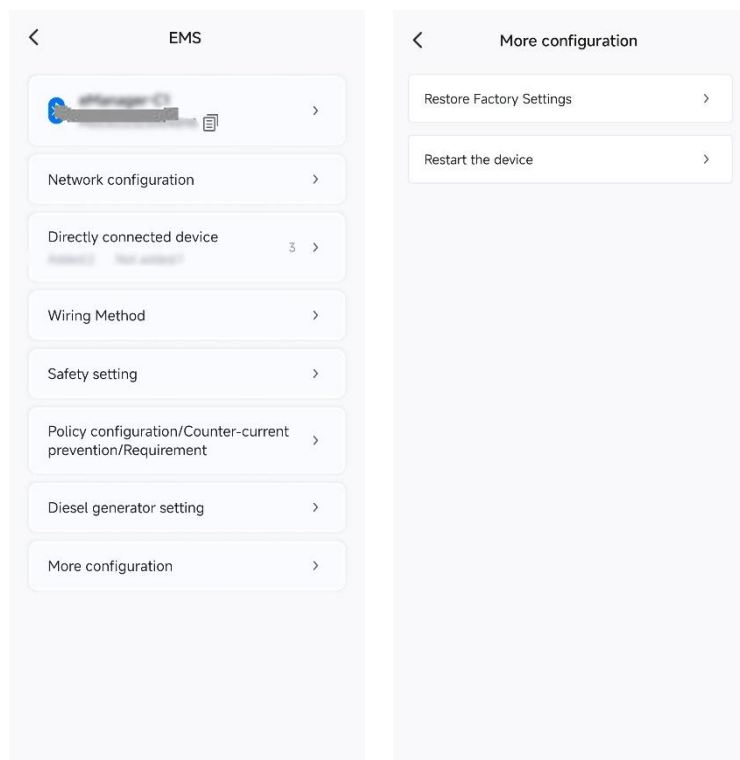 EMS
Network configuration
Directly connected device
3
Wiring Method
Safety setting
Policy configuration/Counter-current
prevention/Requirement
Diesel generator setting
More configuration
More configuration
Restore Factory Settings
Restart the device